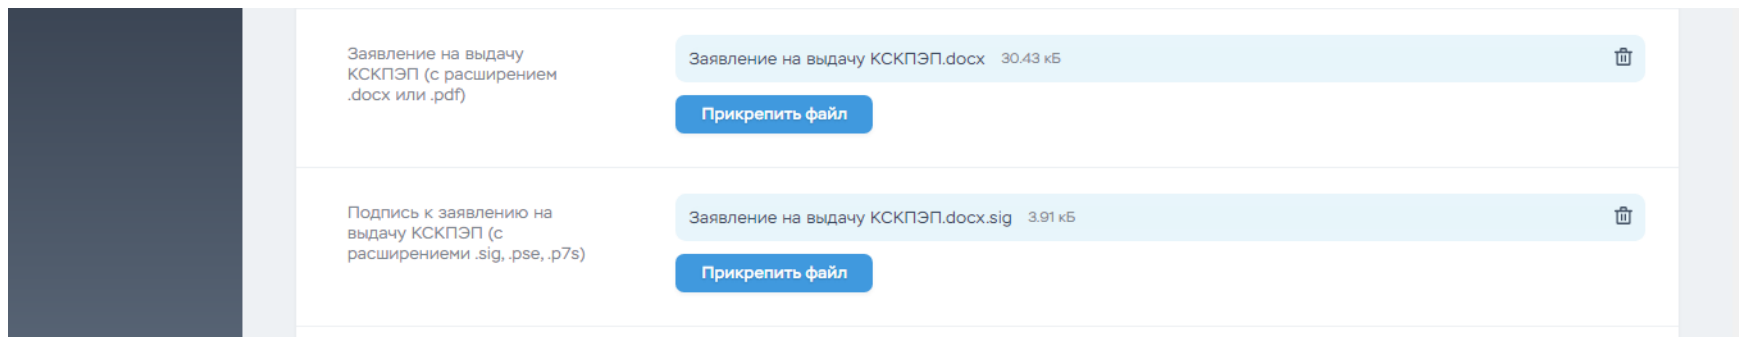 Заявление на выдачу
КСКПЭП (с расширением
.docx или .pdf)
Заявление на выдачу КСКПЭП.docx 30.43 кБ
Прикрепить файл
Подпись к заявлению на
выдачу КСКПЭП (с
расширениеми .sig, .pse, .p7s)
Заявление на выдачу КСКПЭП.docx.sig 3.91 кБ
Прикрепить файл